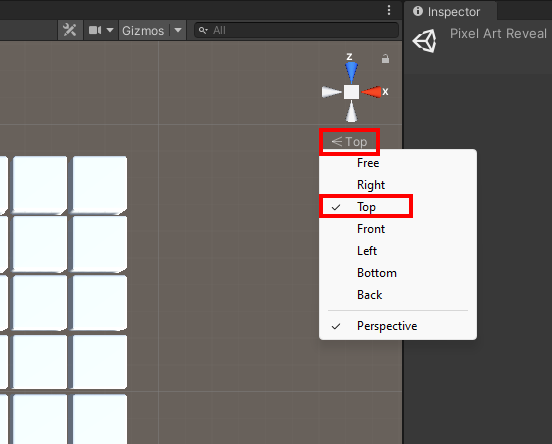 Inspector
Gizmos
All
Pixel Art Reveal
z
x
Top
Free
Right
Top
Front
Left
Bottom
Back
Perspective